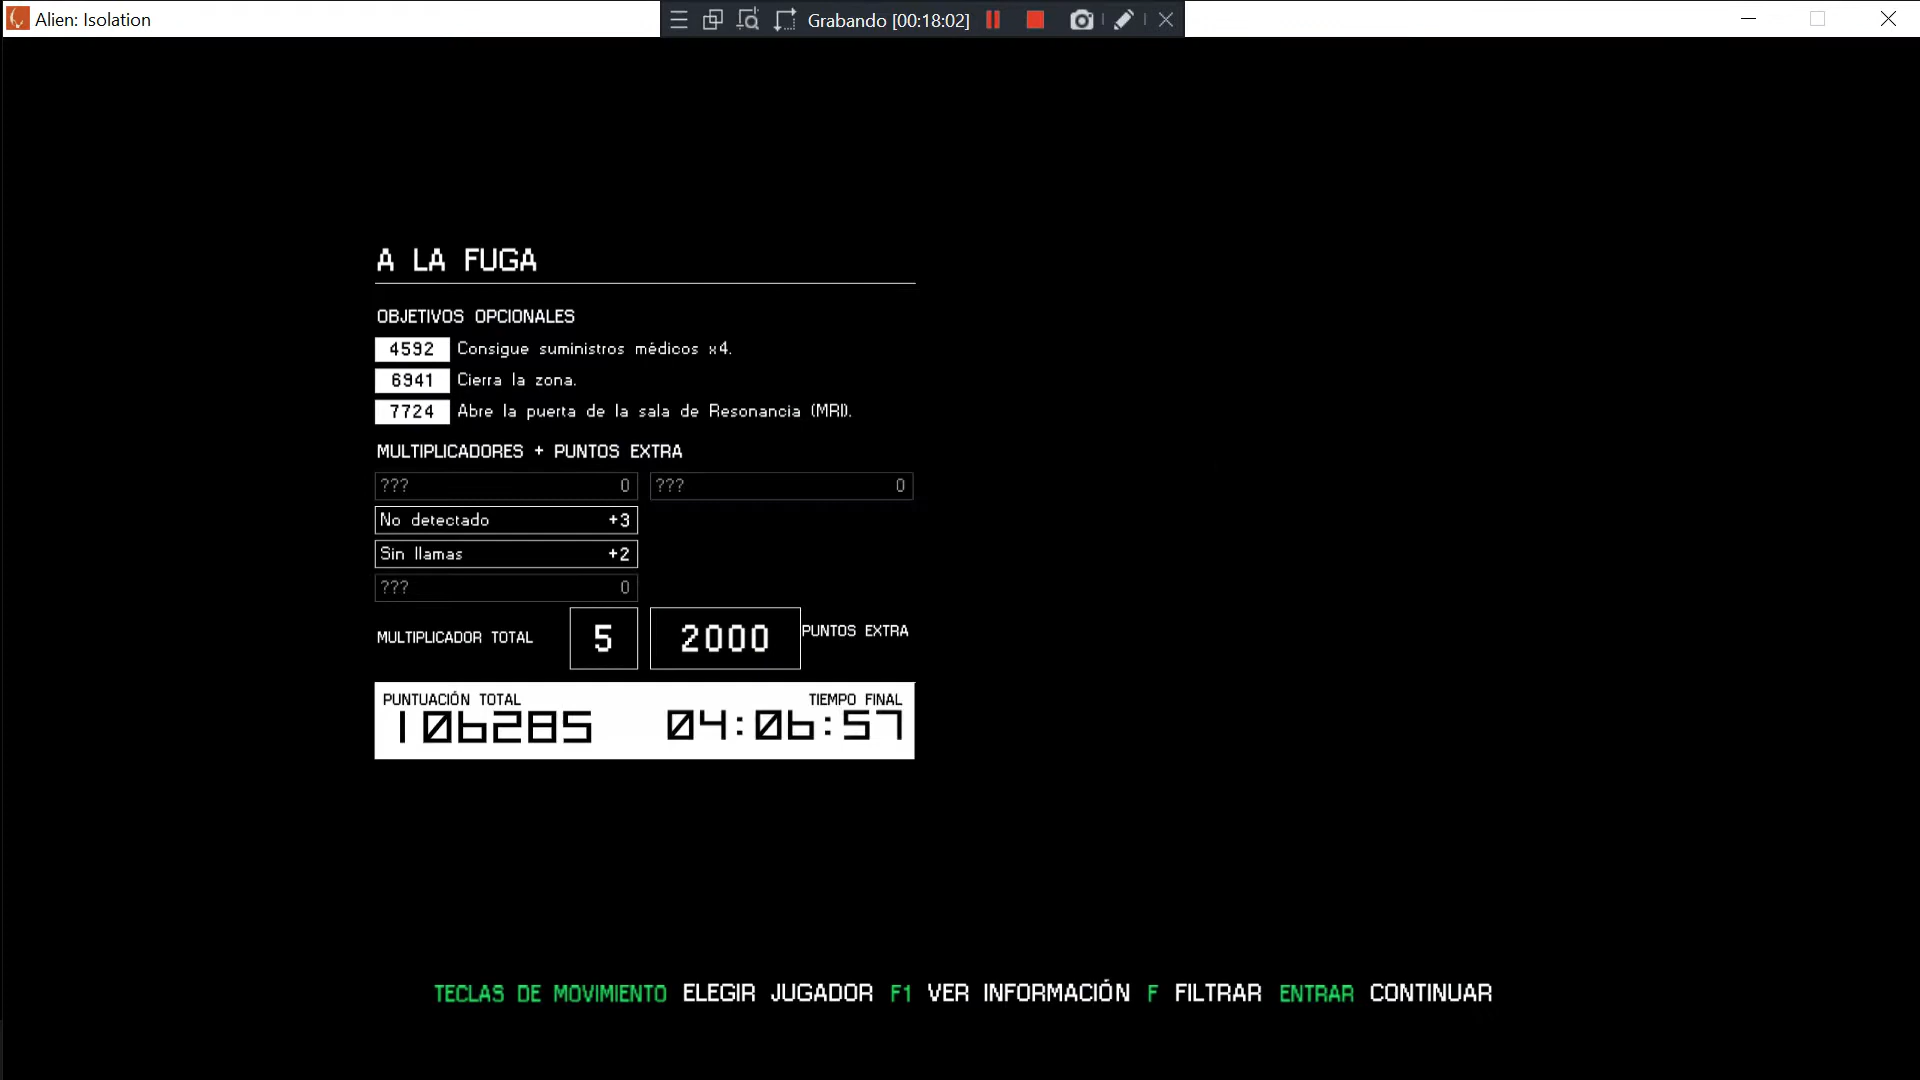 Alien: Isolation
Grabando [00:18:02]
A LA FUGA
OBJETIVOS OPCIONALES
4592 Consigue suministros médicos x4.
6941 Cierra la zona.
7724 Abre la puerta de la sala de Resonancia (MRI).
MULTIPLICADORES + PUNTOS EXTRA
??? 0 ??? 0
No detectado +3
Sin llamas +2
??? 0
MULTIPLICADOR TOTAL 5 2000 PUNTOS EXTRA
PUNTUACIÓN TOTAL TIEMPO FINAL
106285 04:06:57
TECLAS DE MOVIMIENTO ELEGIR JUGADOR F1 VER INFORMACIÓN F FILTRAR ENTRAR CONTINUAR